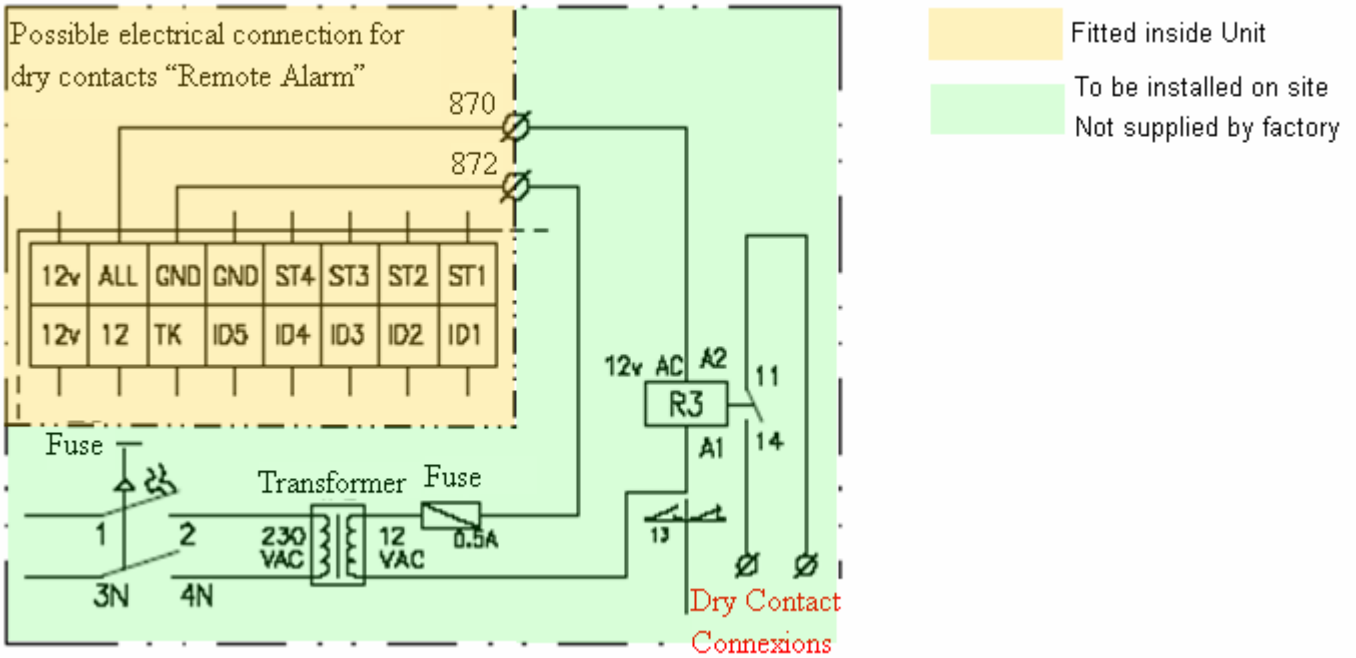 Possible electrical connection for
dry contacts “Remote Alarm”
870
872
12v ALL GND GND ST4 ST3 ST2 ST1
12v 12 TK ID5 ID4 ID3 ID2 ID1
12v AC A2
R3
11
A1
14
Fuse
Transformer Fuse
1 2 230 VAC 12 VAC 0.5A
3N 4N
13
Dry Contact
Connexions
Fitted inside Unit
To be installed on site
Not supplied by factory